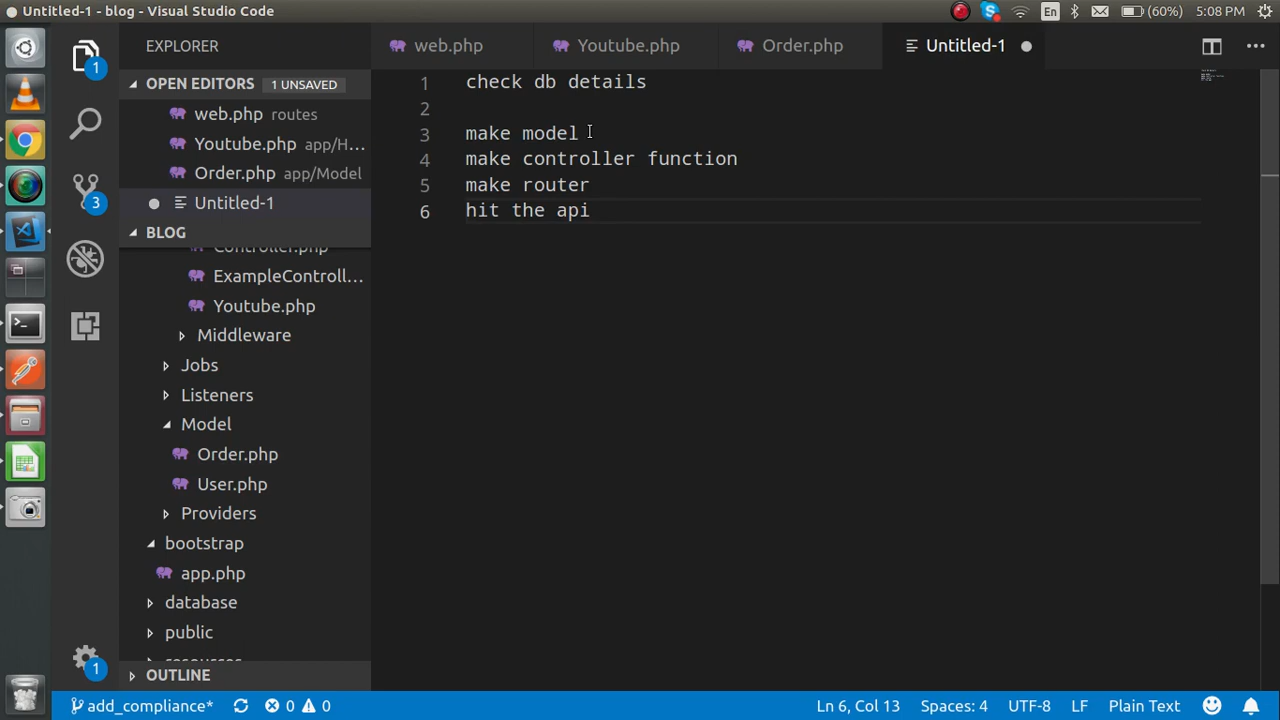 Untitled-1 - blog - Visual Studio Code
En
(60%)
5:08 PM
EXPLORER
OPEN EDITORS 1 UNSAVED
web.php routes
Youtube.php app/H...
Order.php app/Model
Untitled-1
BLOG
Controller.php
ExampleControll...
Youtube.php
Middleware
Jobs
Listeners
Model
Order.php
User.php
Providers
bootstrap
app.php
database
public
resources
OUTLINE
1
3
1
web.php
Youtube.php
Order.php
Untitled-1
1 check db details
2
3 make model
4 make controller function
5 make router
6 hit the api
add_compliance*
0
0
Ln 6, Col 13
Spaces: 4
UTF-8
LF
Plain Text